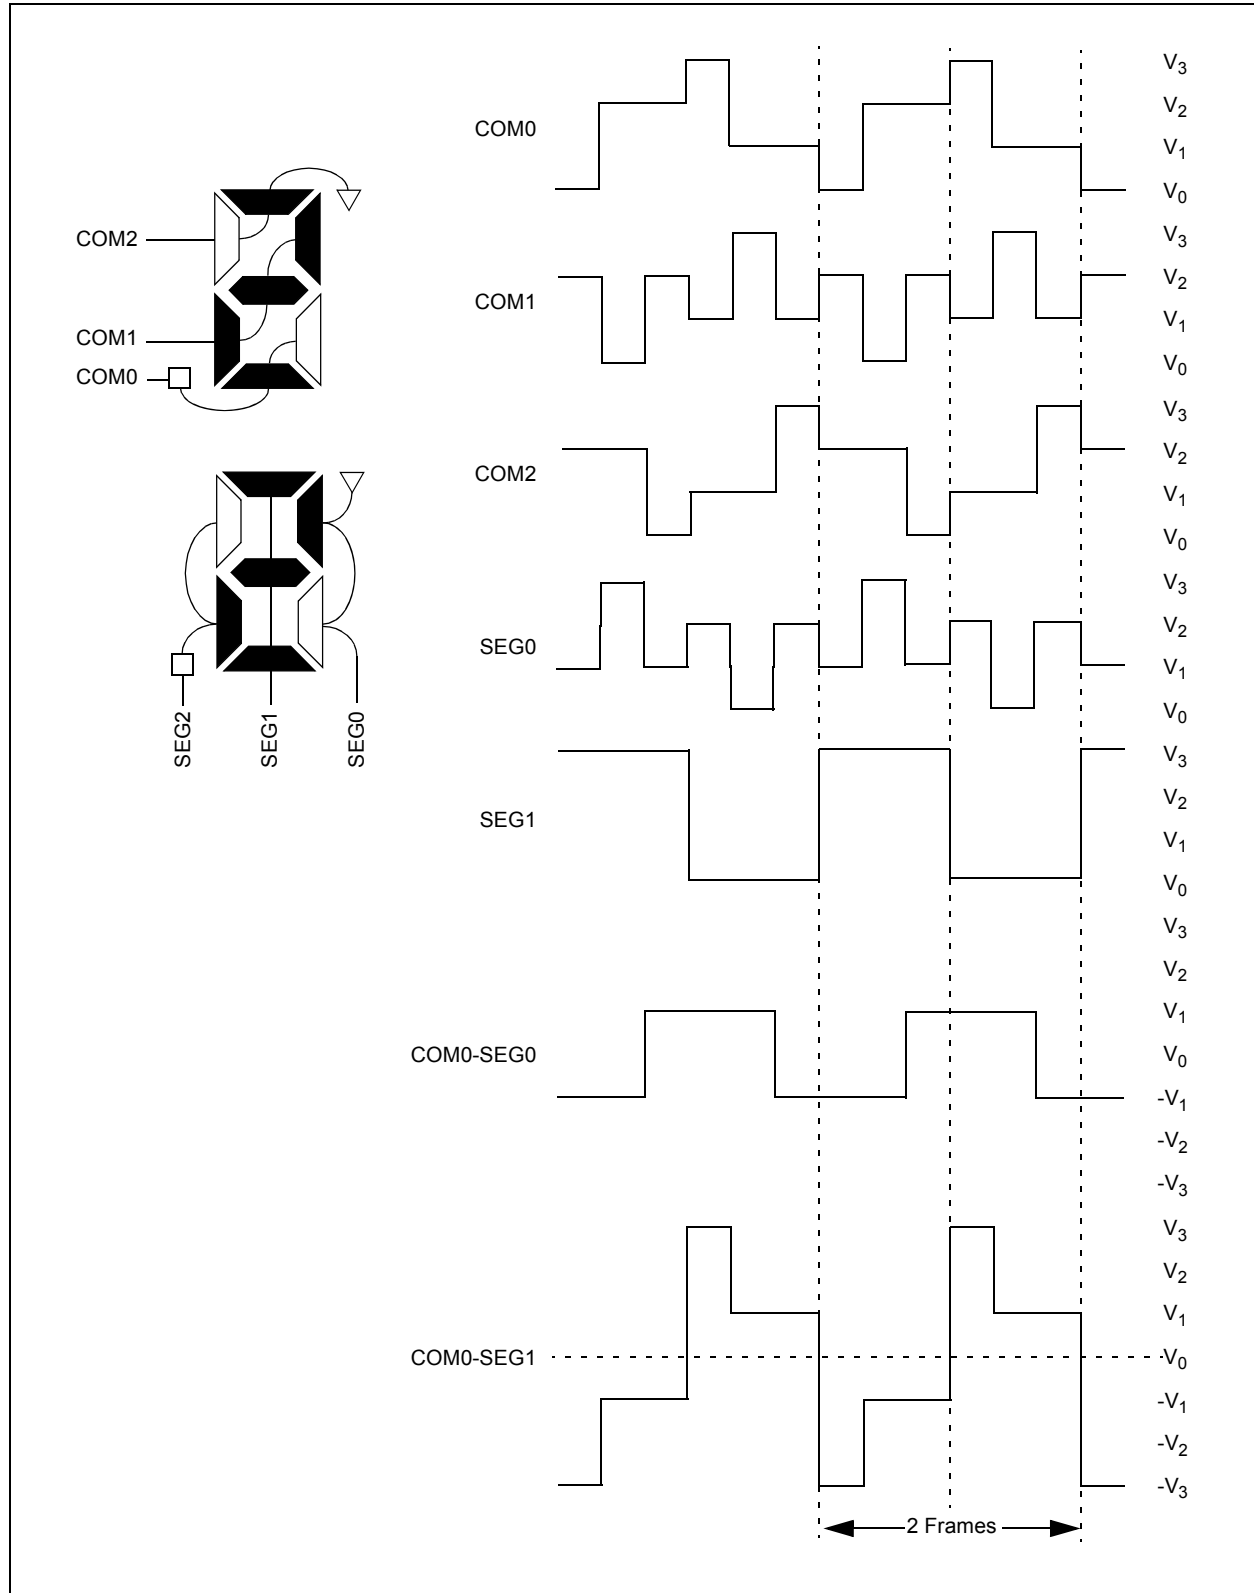 COM2
COM1
COM0
SEG2
SEG1
SEG0
COM0
V3
V2
V1
V0
COM1
V3
V2
V1
V0
COM2
V3
V2
V1
V0
SEG0
V3
V2
V1
V0
SEG1
V3
V2
V1
V0
COM0-SEG0
V3
V2
V1
V0
-V1
-V2
-V3
COM0-SEG1
V3
V2
V1
V0
-V1
-V2
-V3
2 Frames